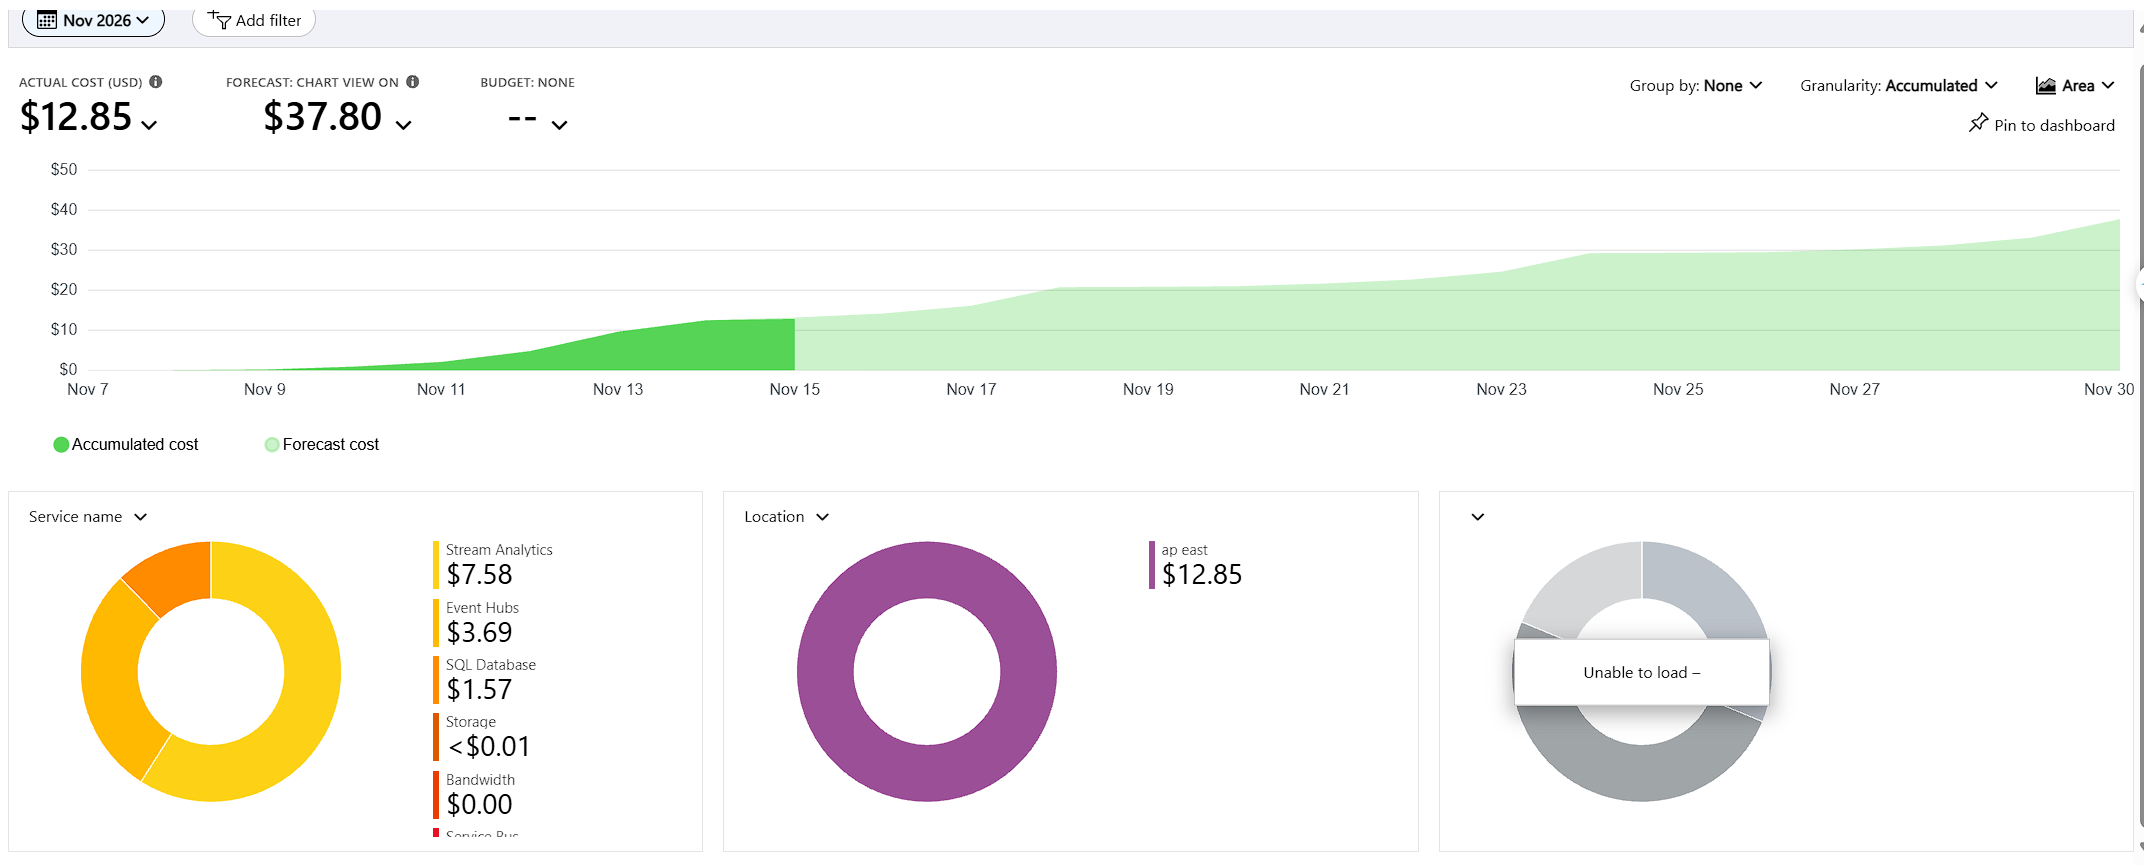 Nov 2026
Add filter
ACTUAL COST (USD)
$12.85
FORECAST: CHART VIEW ON
$37.80
BUDGET: NONE
--
Group by: None
Granularity: Accumulated
Area
Pin to dashboard
$50
$40
$30
$20
$10
$0
Nov 7 Nov 9 Nov 11 Nov 13 Nov 15 Nov 17 Nov 19 Nov 21 Nov 23 Nov 25 Nov 27 Nov 30
Accumulated cost
Forecast cost
Service name
Stream Analytics
$7.58
Event Hubs
$3.69
SQL Database
$1.57
Storage
<$0.01
Bandwidth
$0.00
Service Bus
Location
ap east
$12.85
Unable to load –